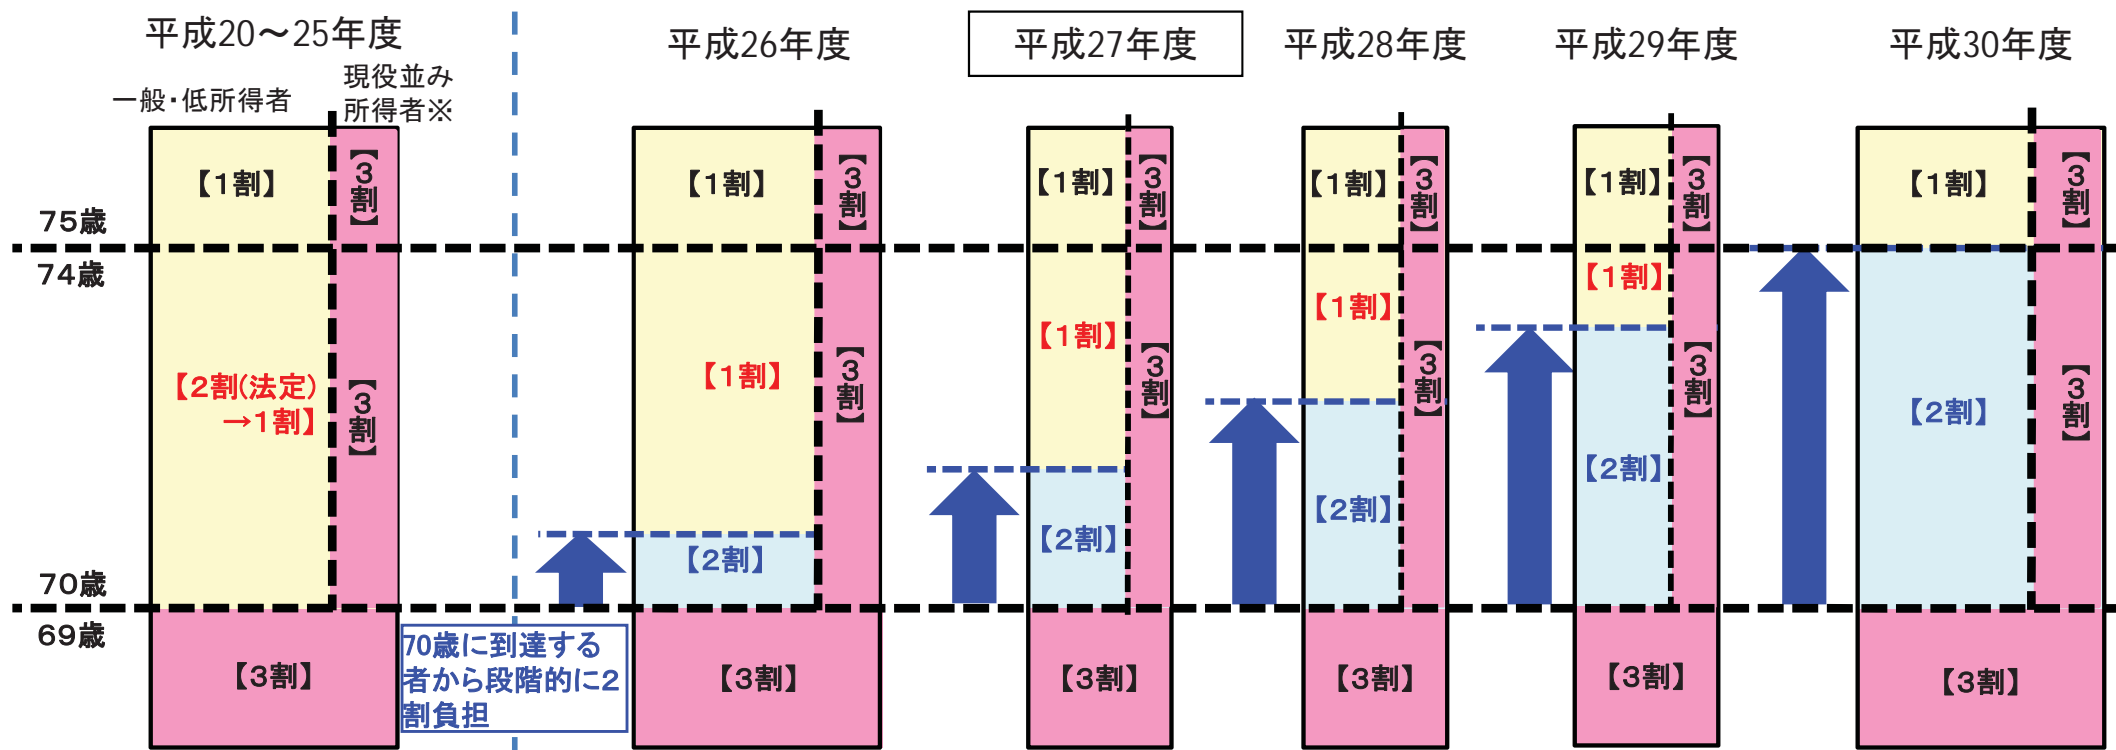 平成20～25年度
平成26年度
平成27年度
平成28年度
平成29年度
平成30年度
一般・低所得者
現役並み
所得者※
【1割】
【3割】
【1割】
【3割】
【1割】
【3割】
【1割】
【3割】
【1割】
【3割】
【1割】
【3割】
75歳
74歳
【2割(法定)
→1割】
【3割】
【1割】
【3割】
【2割】
【1割】
【3割】
【2割】
【1割】
【3割】
【2割】
【1割】
【3割】
【2割】
【2割】
【3割】
70歳
69歳
【3割】
70歳に到達する
者から段階的に2
割負担
【3割】
【3割】
【3割】
【3割】
【3割】